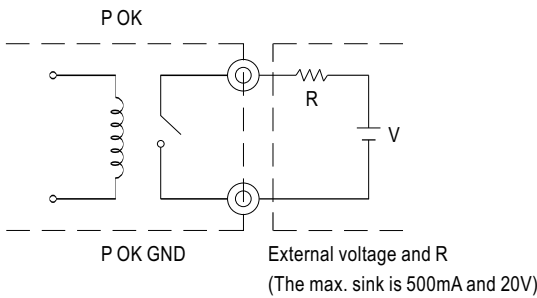 P OK
R
V
P OK GND
External voltage and R
(The max. sink is 500mA and 20V)